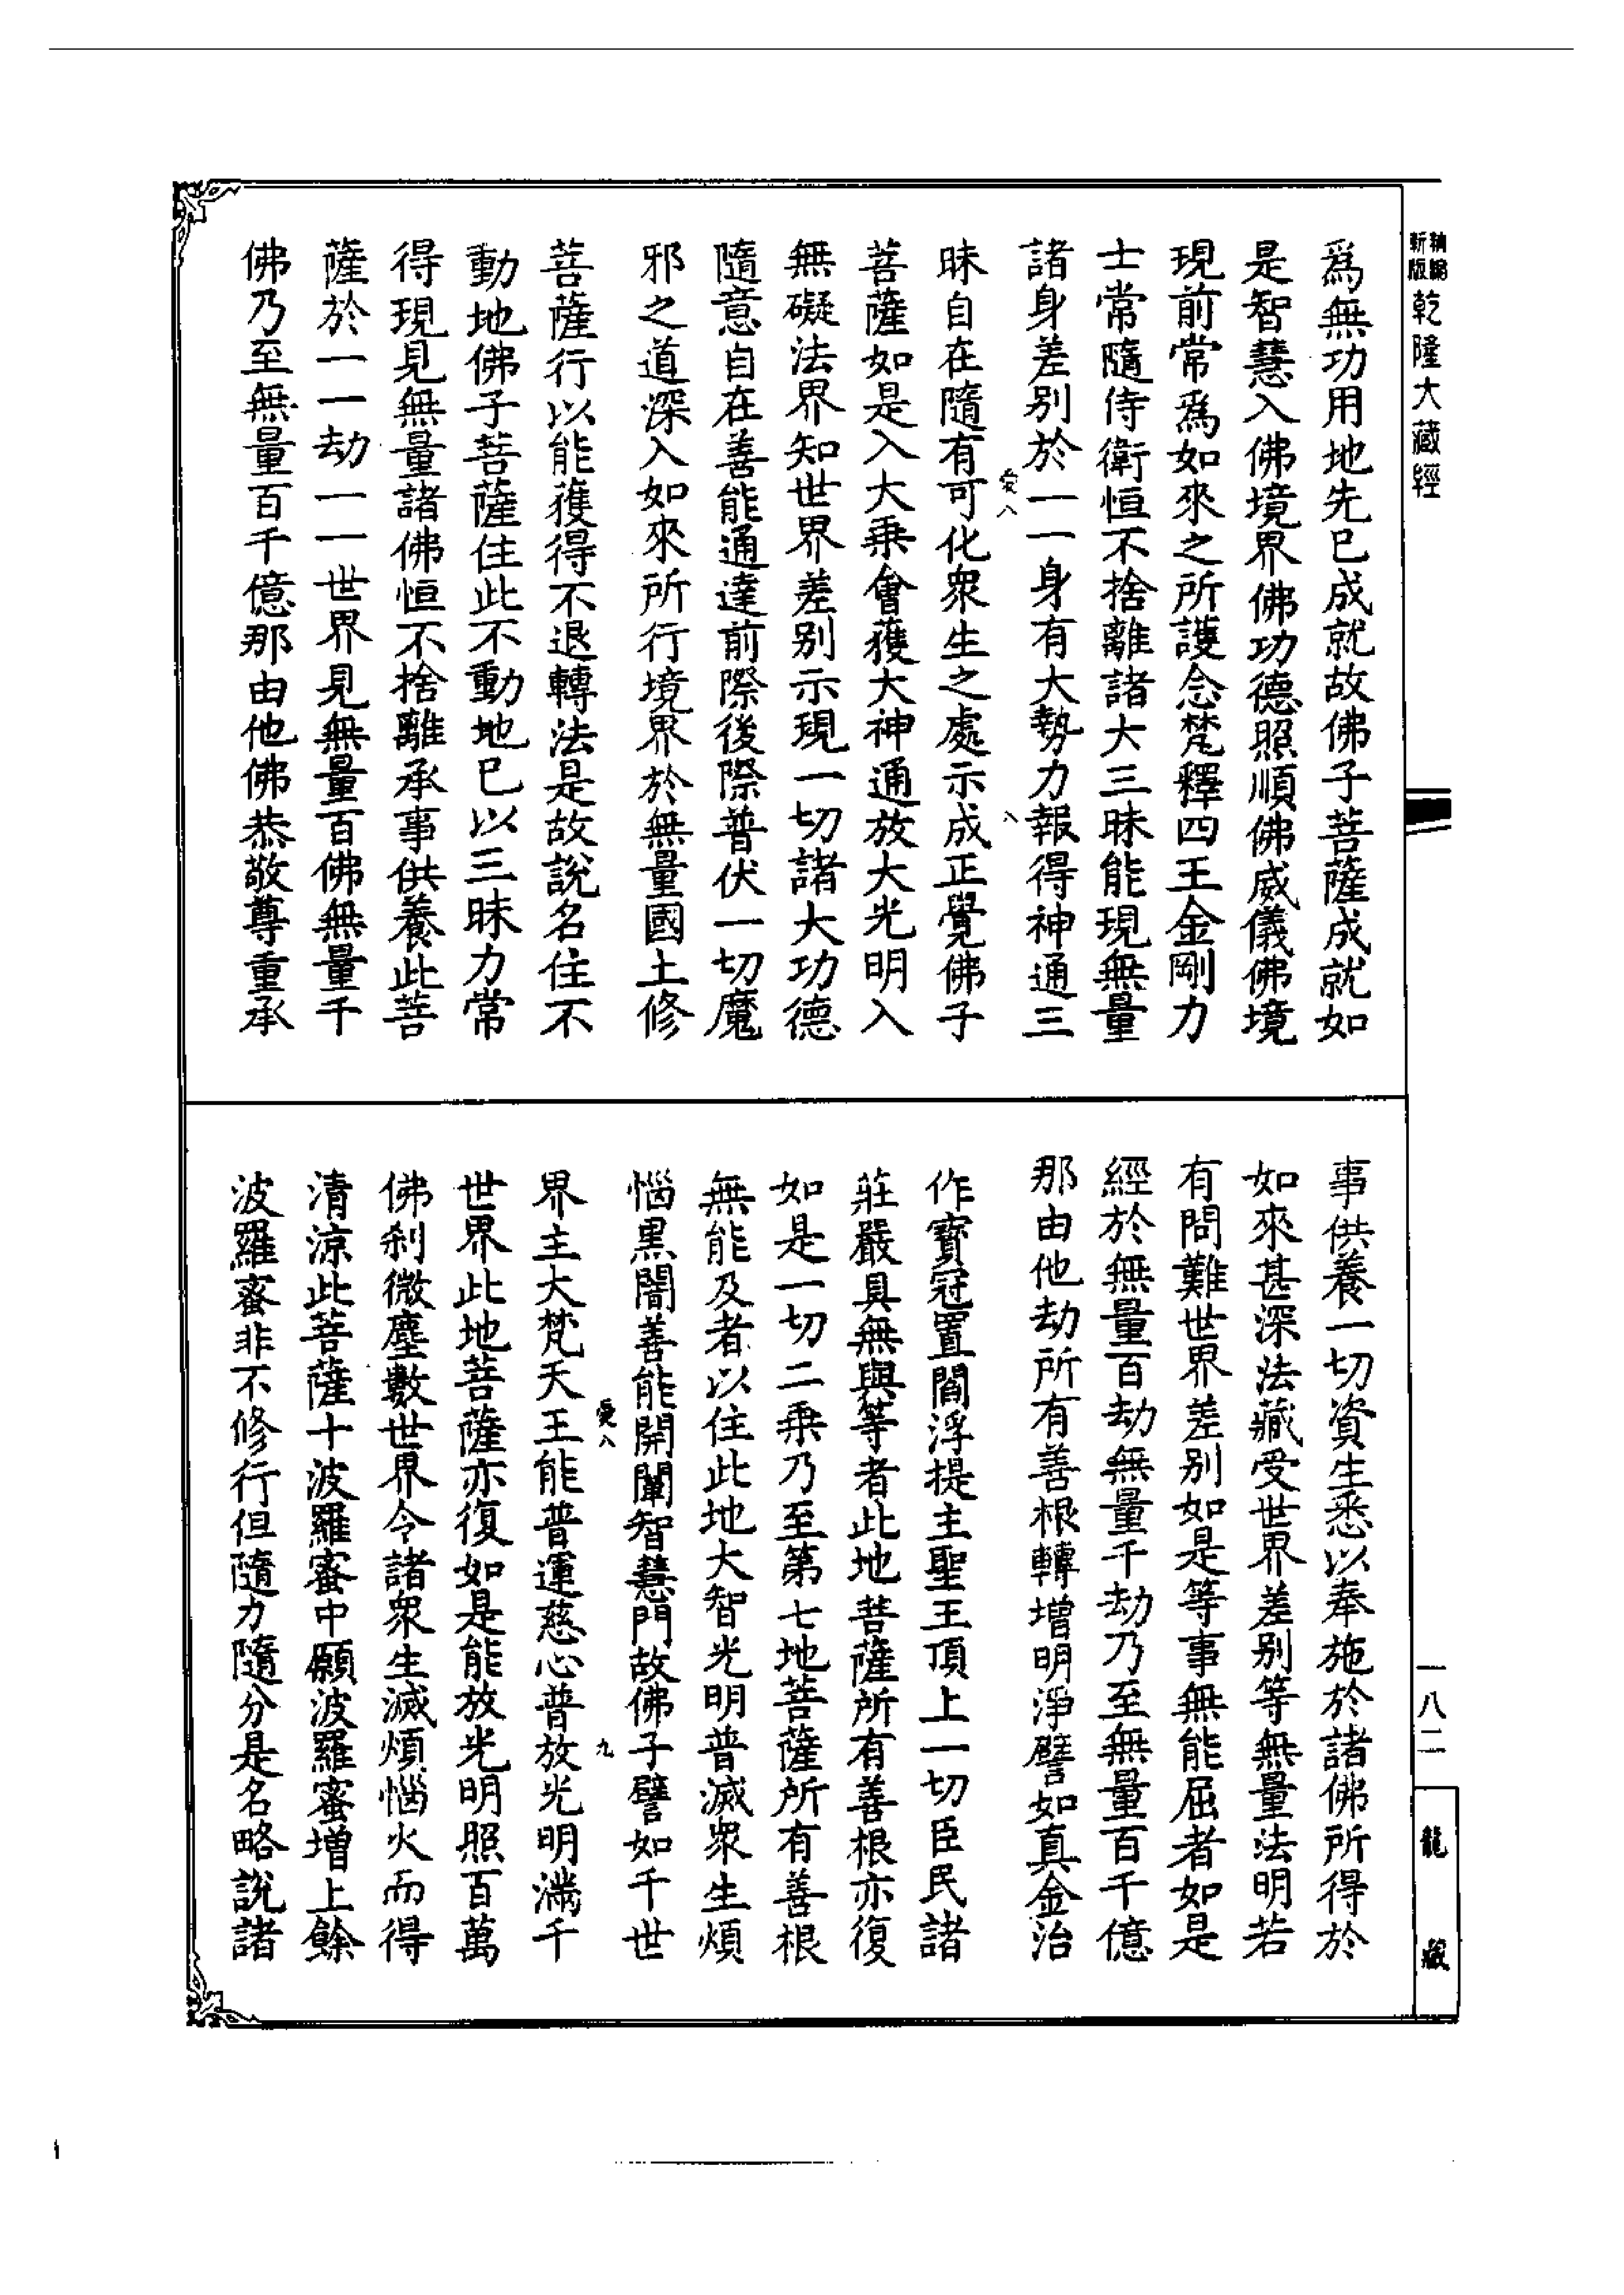 新版
軸縮
乾隆大藏經
爲無功用地先已成就故佛子菩薩成就如
是智慧入佛境界佛功德照順佛威儀佛境
現前常爲如來之所護念梵釋四王金剛力
士常隨侍衛恒不捨離諸大三昧能現無量
諸身差別於一一身有大勢力報得神通三
愛八
八
昧自在隨有可化衆生之處示成正覺佛子
菩薩如是入大乘會獲大神通放大光明入
無礙法界知世界差別示現一切諸大功德
隨意自在善能通達前際後際普伏一切魔
邪之道深入如來所行境界於無量國土修
菩薩行以能獲得不退轉法是故說名住不
動地佛子菩薩住此不動地已以三昧力常
得現見無量諸佛恒不捨離承事供養此菩
薩於一一劫一一世界見無量百佛無量千
佛乃至無量百千億那由他佛恭敬尊重承
事供養一切資生悉以奉施於諸佛所得於
如來甚深法藏受世界差別等無量法明若
有問難世界差別如是等事無能屈者如是
經於無量百劫無量千劫乃至無量百千億
那由他劫所有善根轉增明淨譬如真金治
作寶冠置閻浮提主聖王頂上一切臣民諸
莊嚴具無與等者此地菩薩所有善根亦復
如是一切二乘乃至第七地菩薩所有善根
無能及者以住此地大智光明普滅衆生煩
惱黑闇善能開闡智慧門故佛子譬如千世
愛八
九
界主大梵天王能普運慈心普放光明滿千
世界此地菩薩亦復如是能放光明照百萬
佛剎微塵數世界令諸衆生滅煩惱火而得
清涼此菩薩十波羅蜜中願波羅蜜增上餘
波羅蜜非不修行但隨力隨分是名略說諸
一八二
龍藏